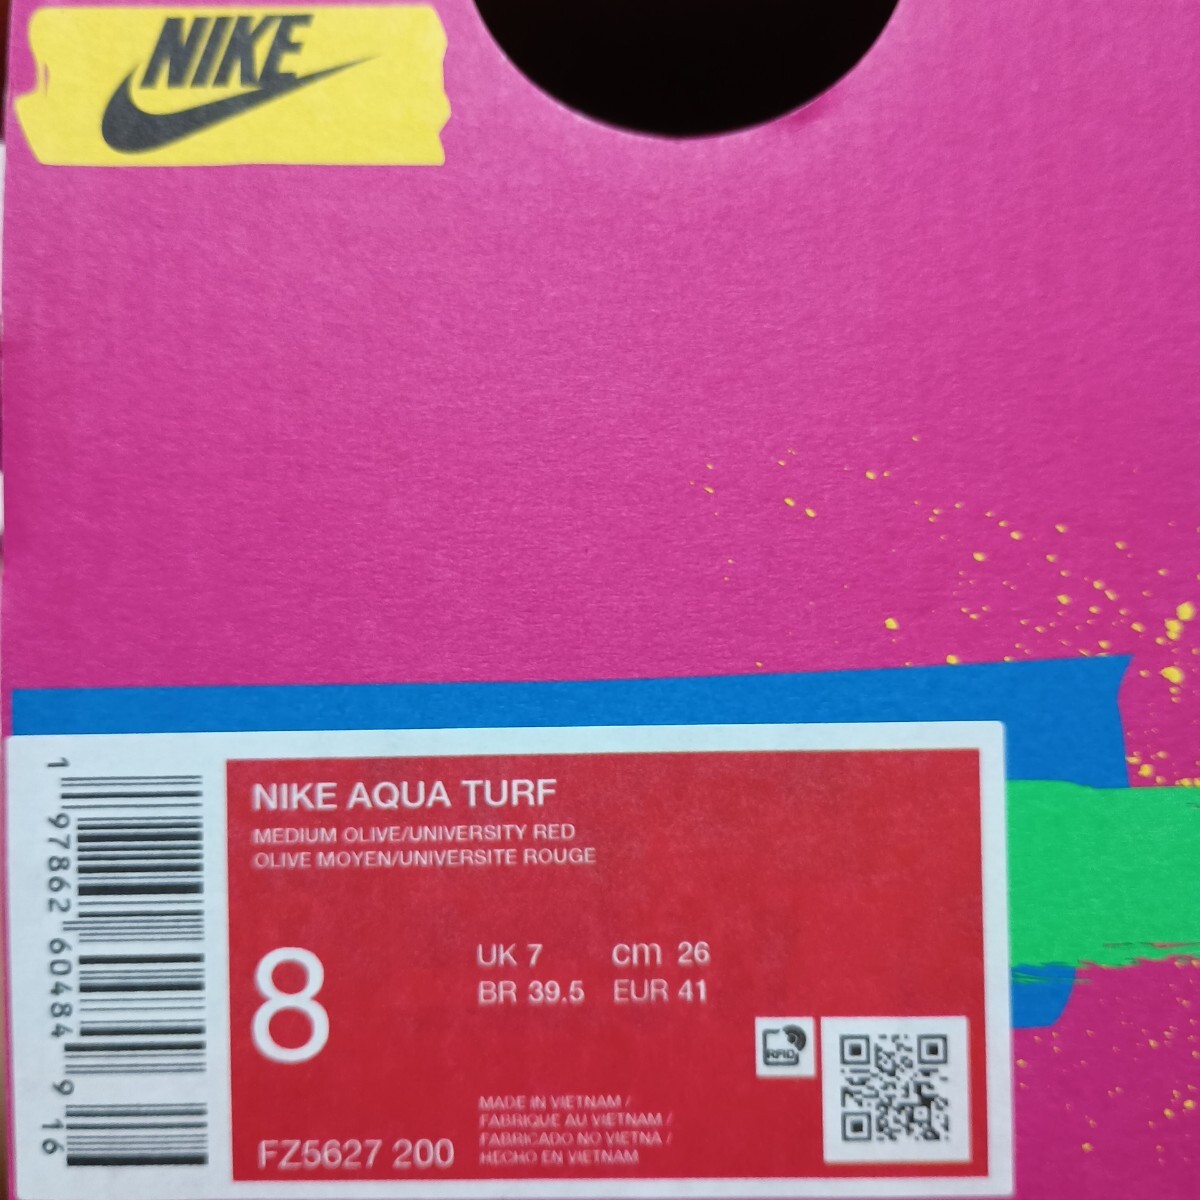 NIKE
NIKE AQUA TURF
MEDIUM OLIVE/UNIVERSITY RED
OLIVE MOYEN/UNIVERSITE ROUGE
8
UK 7 cm 26
BR 39.5 EUR 41
RFID
MADE IN VIETNAM /
FABRIQUE AU VIETNAM /
FABRICADO NO VIETNA /
HECHO EN VIETNAM
FZ5627 200
1 97862 60484 9 16